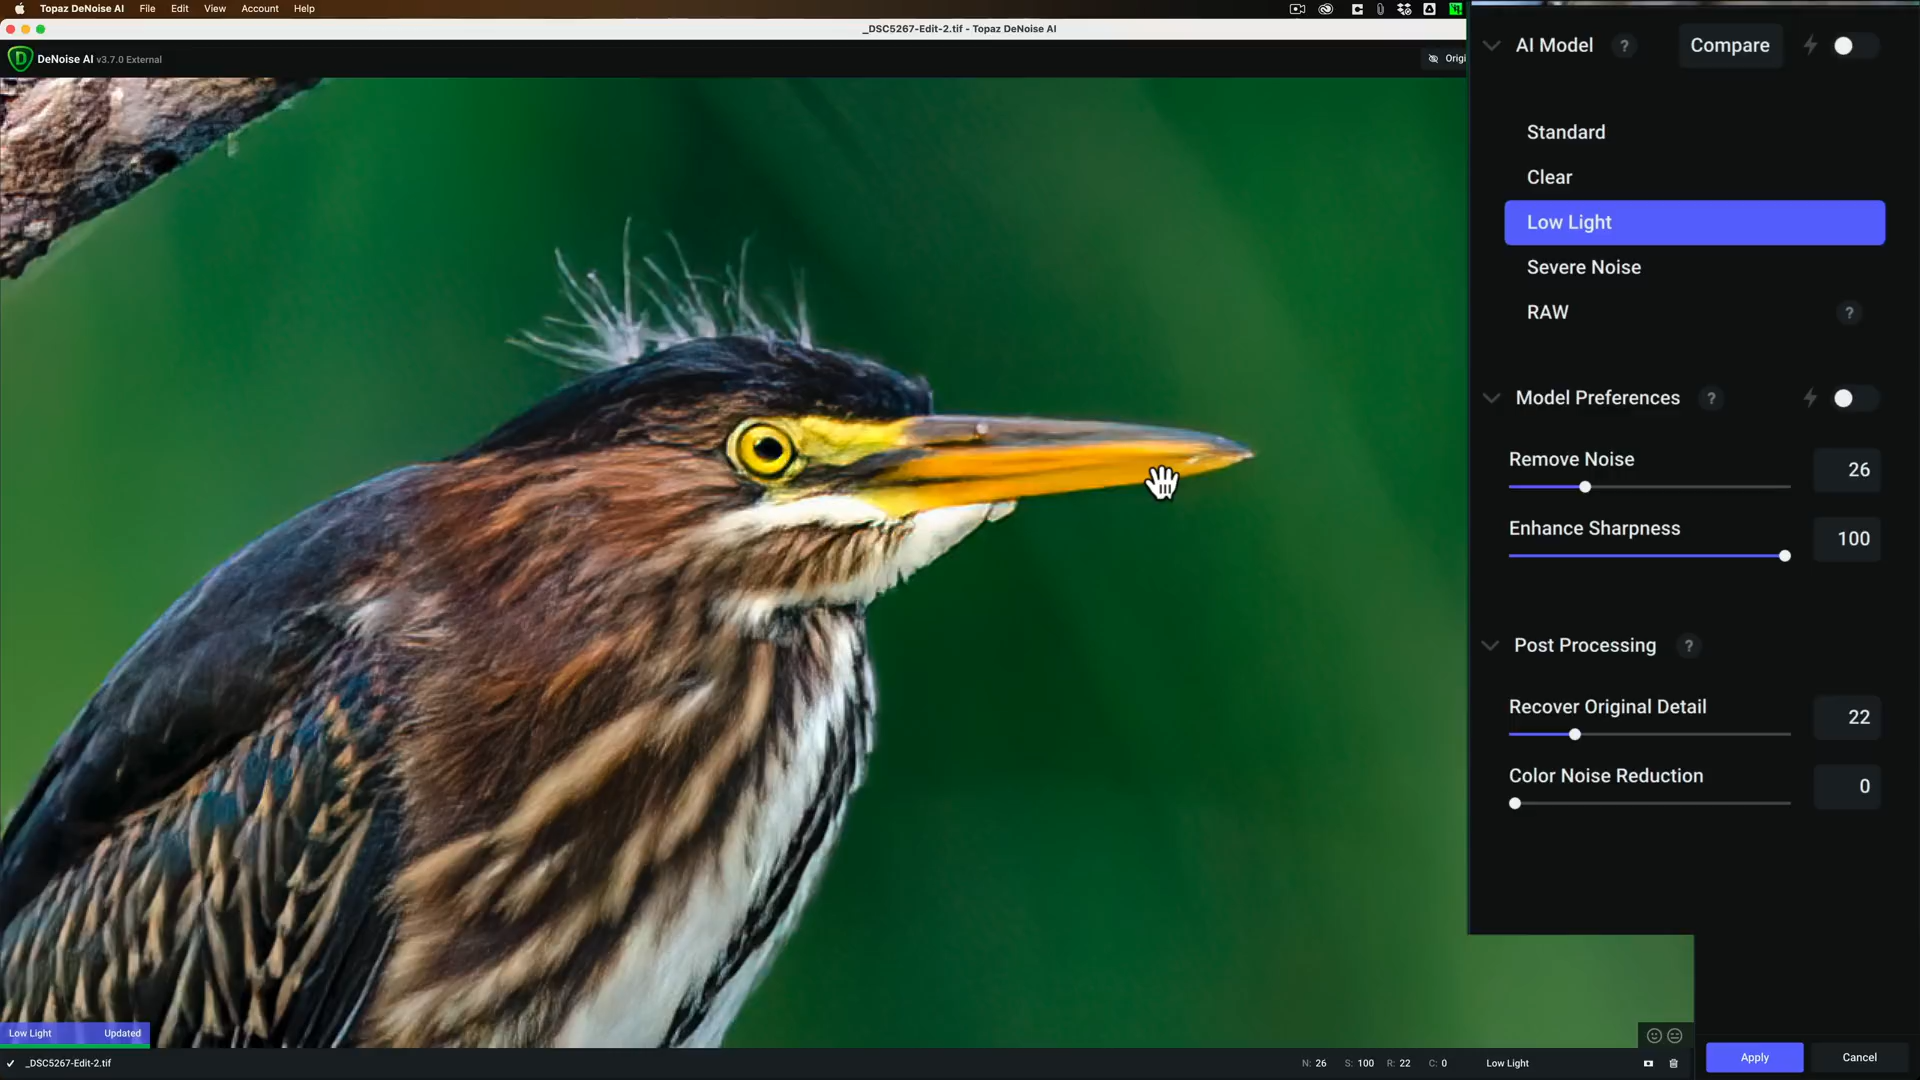 Topaz DeNoise AI File Edit View Account Help
_DSC5267-Edit-2.tif - Topaz DeNoise AI
DeNoise AI v3.7.0 External
Origi
AI Model ? Compare
Standard
Clear
Low Light
Severe Noise
RAW ?
Model Preferences ?
Remove Noise 26
Enhance Sharpness 100
Post Processing ?
Recover Original Detail 22
Color Noise Reduction 0
Low Light Updated
_DSC5267-Edit-2.tif N: 26 S: 100 R: 22 C: 0 Low Light
Apply Cancel